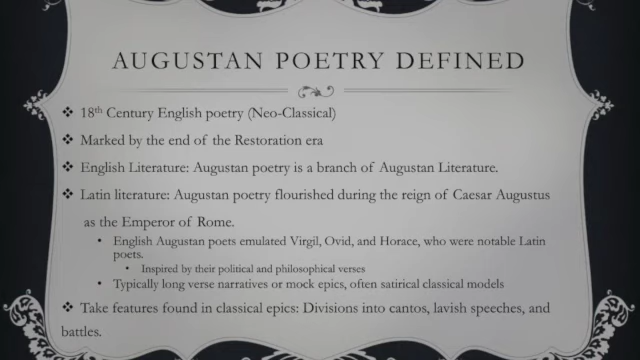 AUGUSTAN POETRY DEFINED
❖ 18th Century English poetry (Neo-Classical)
❖ Marked by the end of the Restoration era
❖ English Literature: Augustan poetry is a branch of Augustan Literature.
❖ Latin literature: Augustan poetry flourished during the reign of Caesar Augustus
as the Emperor of Rome.
• English Augustan poets emulated Virgil, Ovid, and Horace, who were notable Latin
poets.
• Inspired by their political and philosophical verses
• Typically long verse narratives or mock epics, often satirical classical models
❖ Take features found in classical epics: Divisions into cantos, lavish speeches, and
battles.